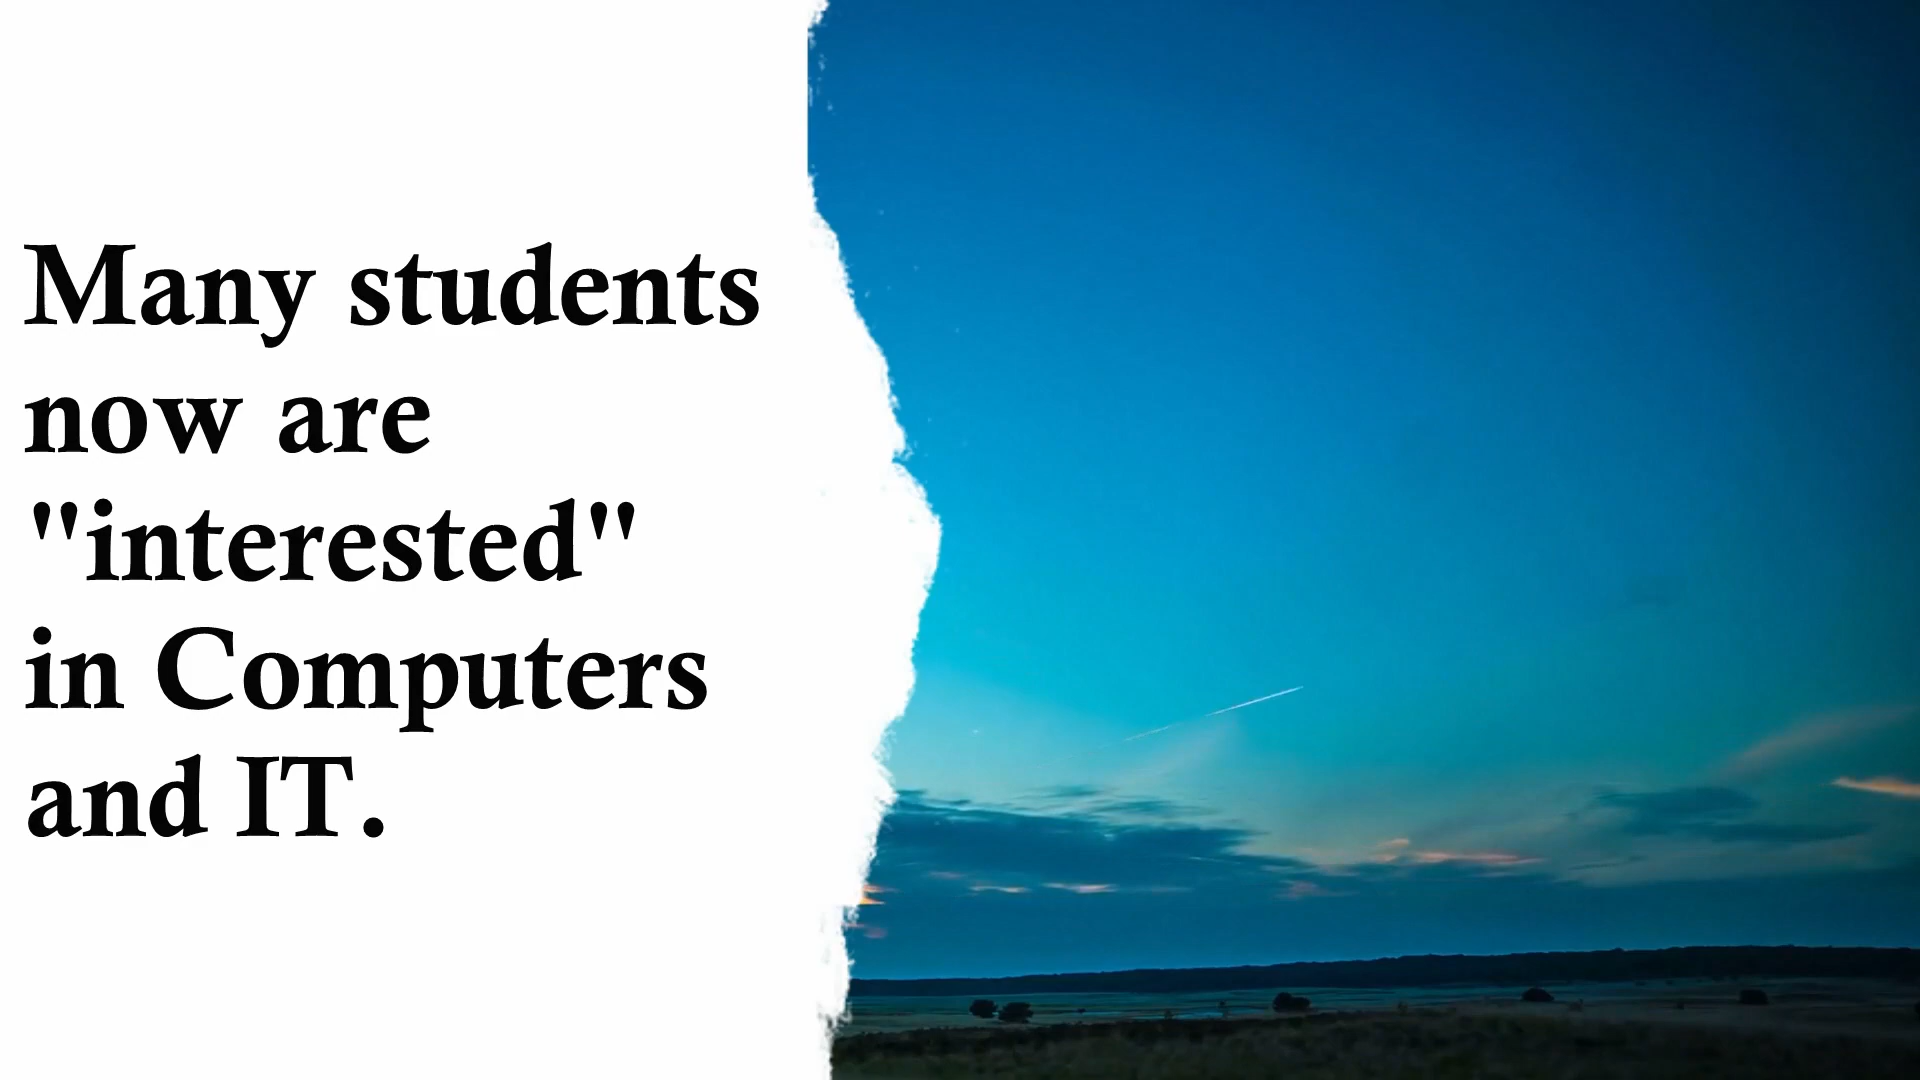 Many students
now are
"interested"
in Computers
and IT.